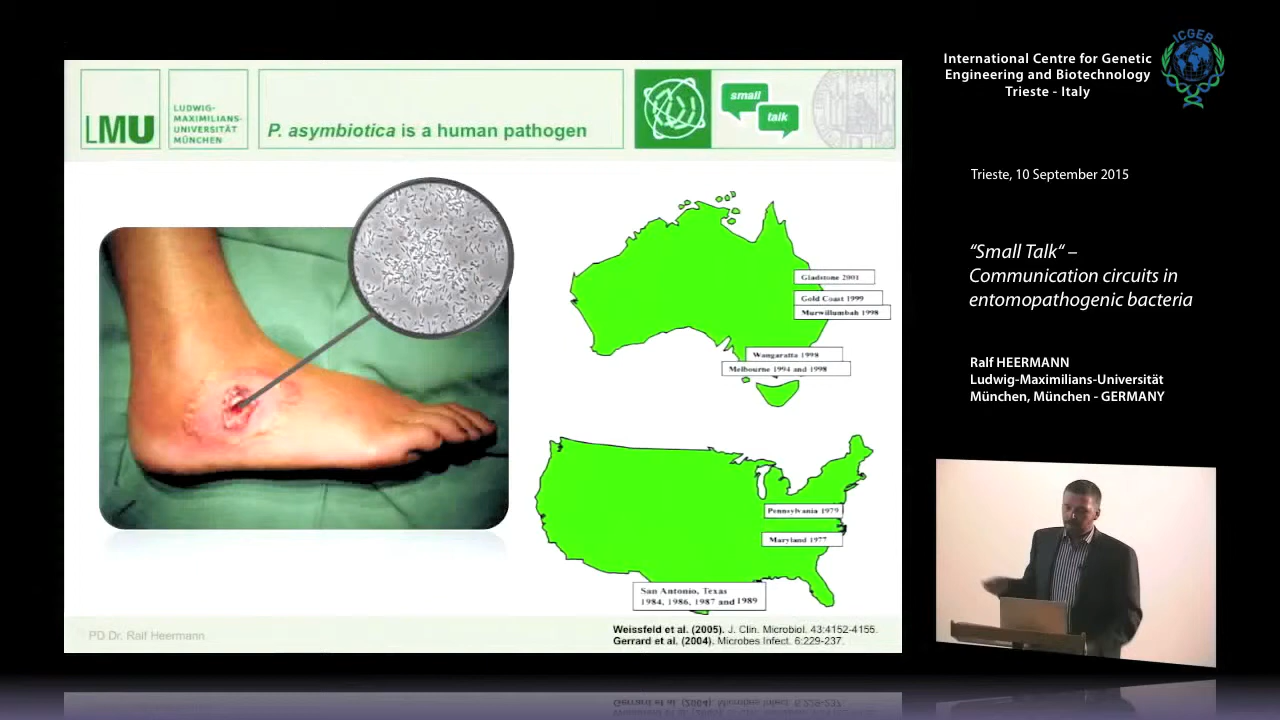 LMU
LUDWIG-
MAXIMILIANS-
UNIVERSITÄT
MÜNCHEN
P. asymbiotica is a human pathogen
small
talk
Gladstone 2001
Gold Coast 1999
Murwillumbah 1998
Wangaratta 1998
Melbourne 1994 and 1998
Pennsylvania 1979
Maryland 1977
San Antonio, Texas
1984, 1986, 1987 and 1989
PD Dr. Ralf Heermann
Weissfeld et al. (2005). J. Clin. Microbiol. 43:4152-4155.
Gerrard et al. (2004). Microbes Infect. 6:229-237.
International Centre for Genetic
Engineering and Biotechnology
Trieste - Italy
ICGEB
Trieste, 10 September 2015
“Small Talk“ –
Communication circuits in
entomopathogenic bacteria
Ralf HEERMANN
Ludwig-Maximilians-Universität
München, München - GERMANY